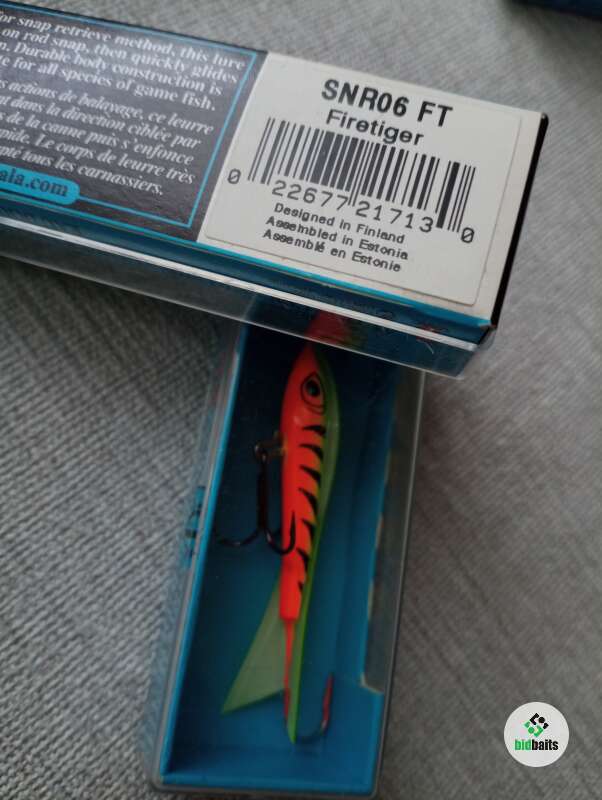 for snap retrieve method, this lure
on rod snap, then quickly glides
Durable body construction is
for all species of game fish.
actions de balayage, ce leurre
dans la direction ciblée par
de la canne puis s'enfonce
Le corps de leurre très
tous les carnassiers.
ala.com
SNR06 FT
Firetiger
0 22677 21713 0
Designed in Finland
Assembled in Estonia
Assemblé en Estonie
bidbaits